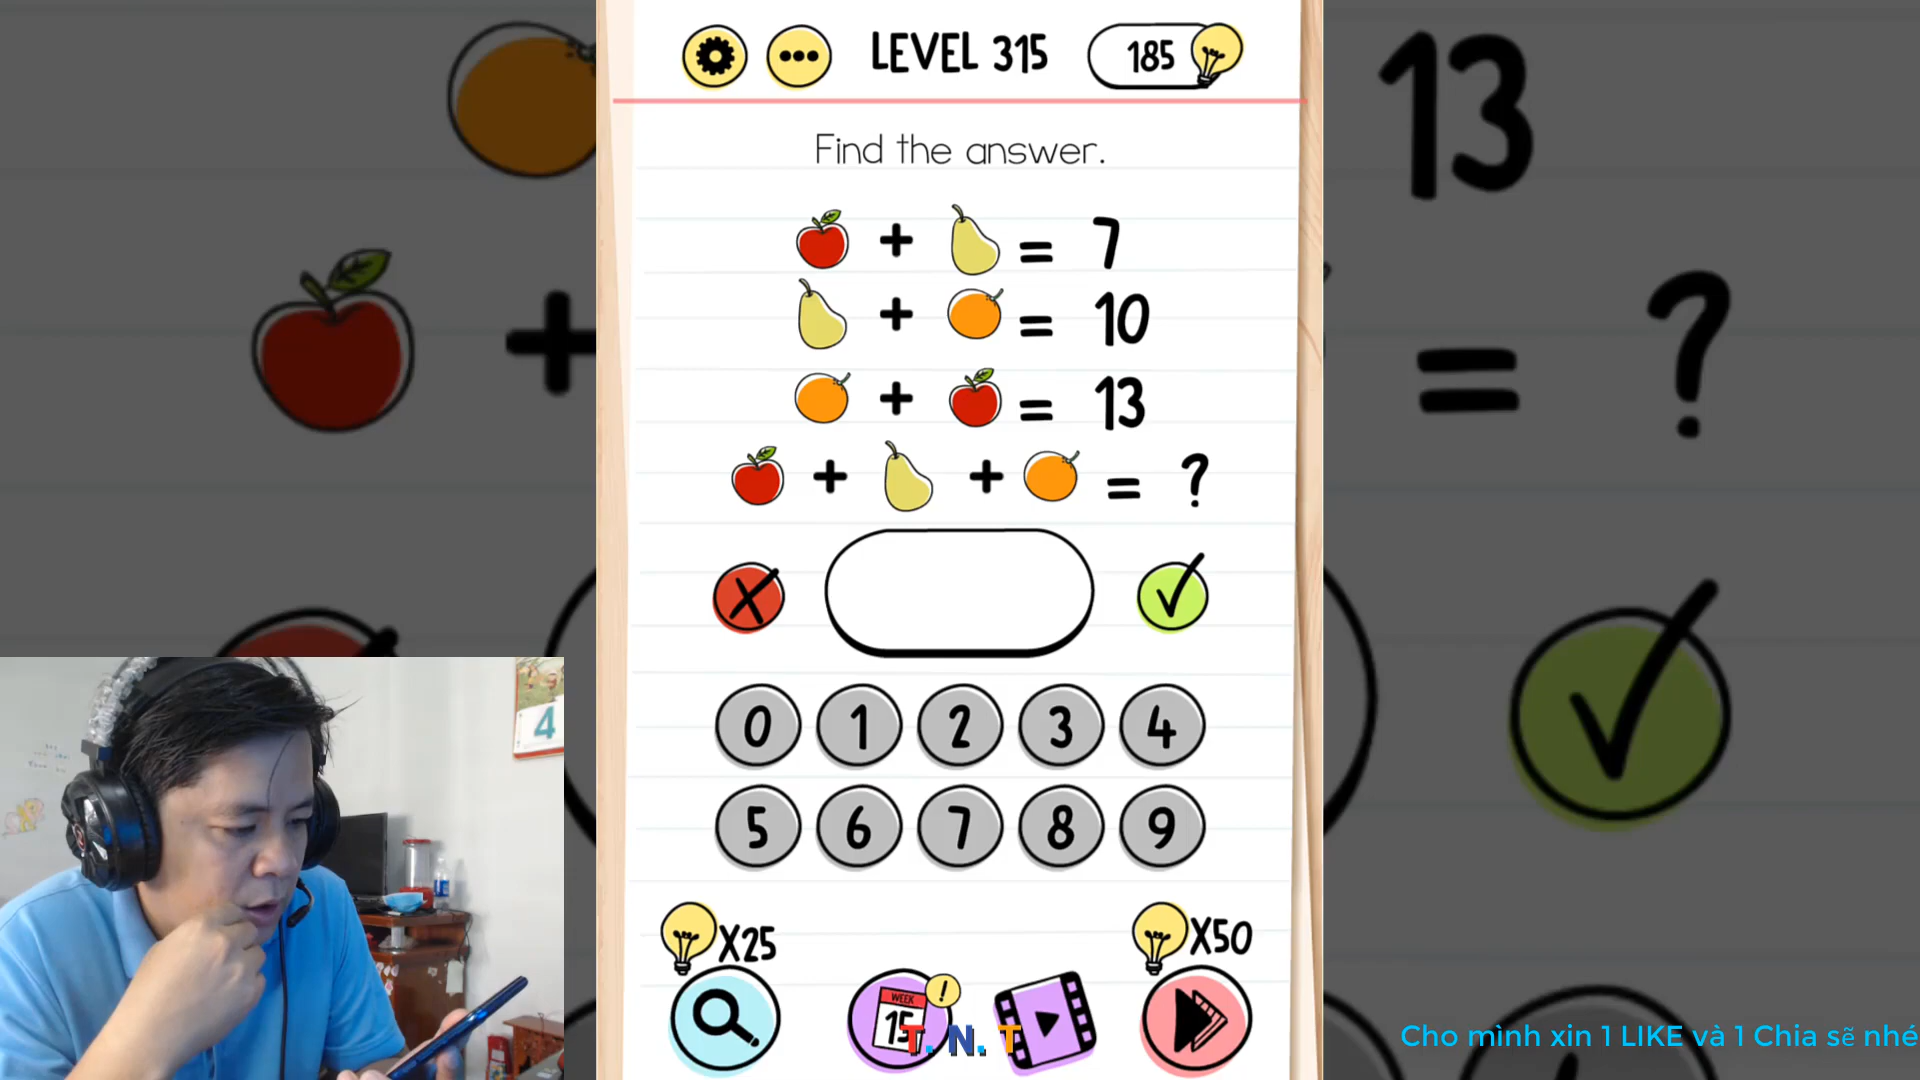 LEVEL 315
185
Find the answer.
+ = 7
+ = 10
+ = 13
+ + = ?
0 1 2 3 4
5 6 7 8 9
X25
X50
WEEK
15
!
T. N. T
13
+
= ?
4
Cho mình xin 1 LIKE và 1 Chia sẽ nhé